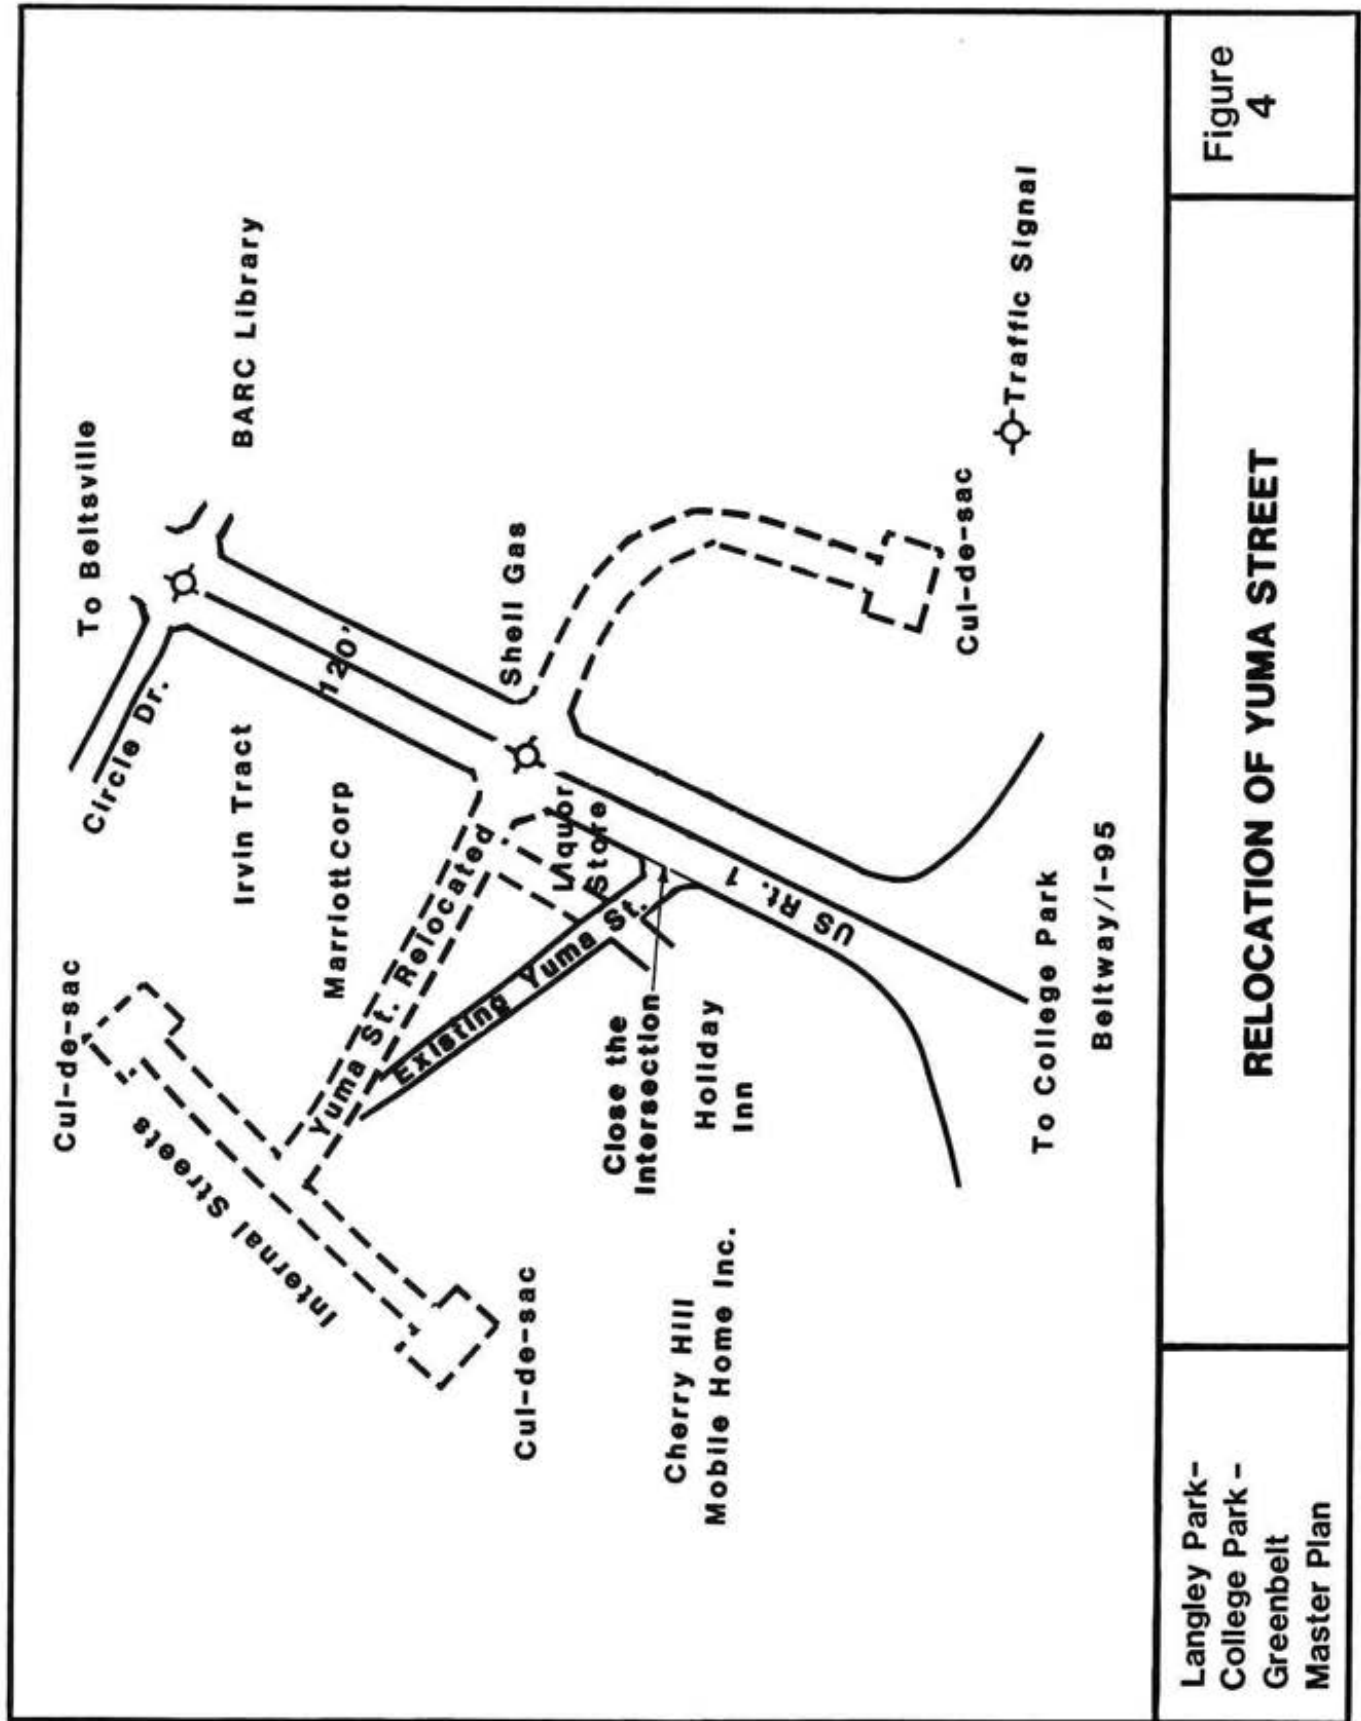 To Beltsville
BARC Library
Circle Dr.
120'
Irvin Tract
Marriott Corp
Shell Gas
Cul-de-sac
Internal Streets
Yuma St. Relocated
Existing Yuma St.
Liquor
Store
US Rt. 1
Close the
Intersection
Holiday
Inn
Cul-de-sac
Cul-de-sac
Traffic Signal
Cherry Hill
Mobile Home Inc.
To College Park
Beltway/I-95
Langley Park-
College Park -
Greenbelt
Master Plan
RELOCATION OF YUMA STREET
Figure
4